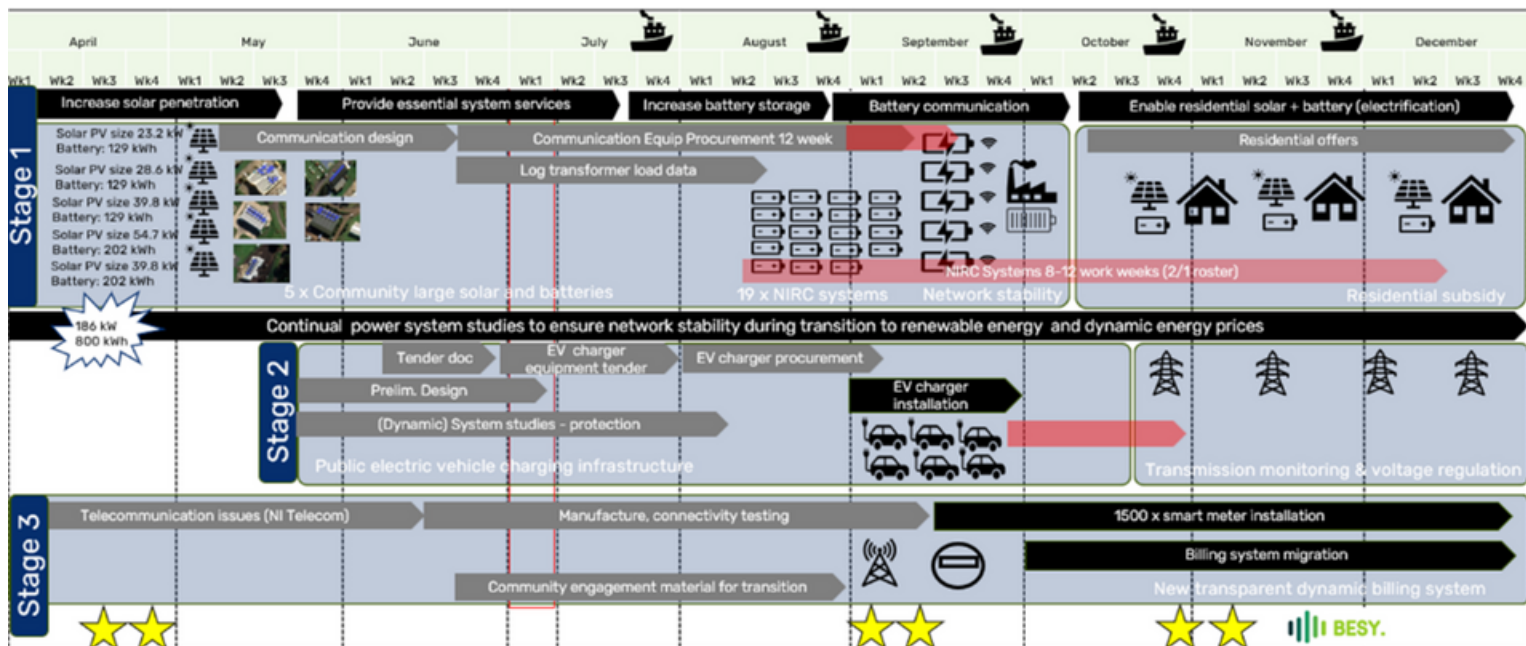 April May June July August September October November December
Wk1 Wk2 Wk3 Wk4 Wk1 Wk2 Wk3 Wk4 Wk1 Wk2 Wk3 Wk4 Wk1 Wk2 Wk3 Wk4 Wk1 Wk2 Wk3 Wk4 Wk1 Wk2 Wk3 Wk4 Wk1 Wk2 Wk3 Wk4 Wk1 Wk2 Wk3 Wk4 Wk1 Wk2 Wk3 Wk4
Increase solar penetration
Provide essential system services
Increase battery storage
Battery communication
Enable residential solar + battery (electrification)
Stage 1
Solar PV size 23.2 kW
Battery: 129 kWh
Solar PV size 28.6 kW
Battery: 129 kWh
Solar PV size 39.8 kW
Battery: 129 kWh
Solar PV size 54.7 kW
Battery: 202 kWh
Solar PV size 39.8 kW
Battery: 202 kWh
Communication design
Communication Equip Procurement 12 week
Log transformer load data
Residential offers
NIRC Systems 8-12 work weeks (2/1 roster)
5 x Community large solar and batteries
19 x NIRC systems
Network stability
Residential subsidy
186 kW
800 kWh
Continual power system studies to ensure network stability during transition to renewable energy and dynamic energy prices
Stage 2
Tender doc
EV charger
equipment tender
EV charger procurement
Prelim. Design
EV charger
installation
(Dynamic) System studies - protection
Public electric vehicle charging infrastructure
Transmission monitoring & voltage regulation
Stage 3
Telecommunication issues (NI Telecom)
Manufacture, connectivity testing
1500 x smart meter installation
Billing system migration
Community engagement material for transition
New transparent dynamic billing system
BESY.